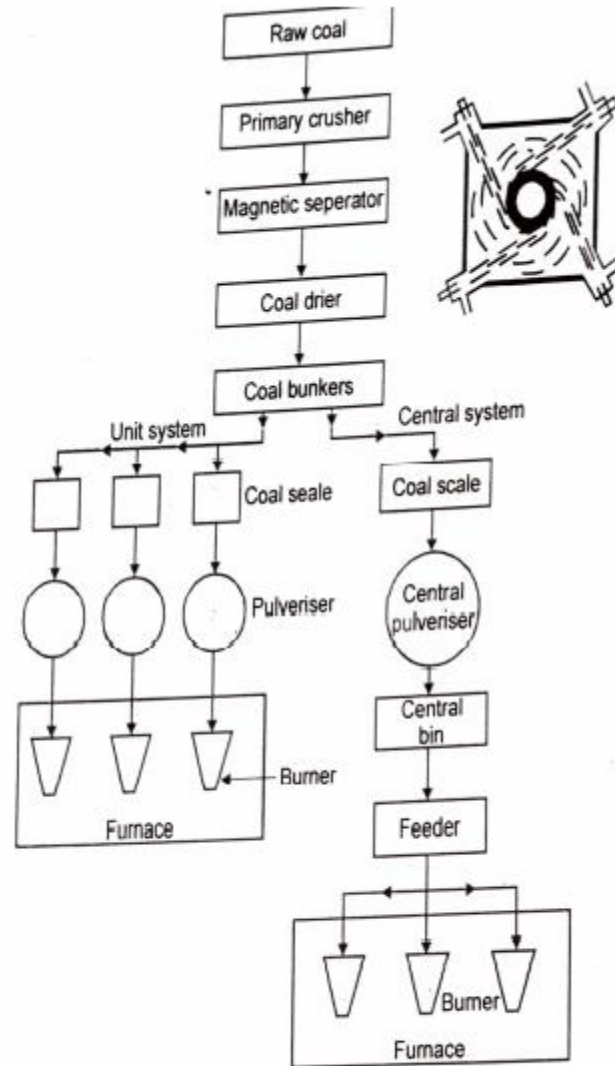 Raw coal
Primary crusher
Magnetic seperator
Coal drier
Coal bunkers
Unit system
Central system
Coal seale
Coal scale
Pulveriser
Central
pulveriser
Central
bin
Burner
Furnace
Feeder
Burner
Furnace